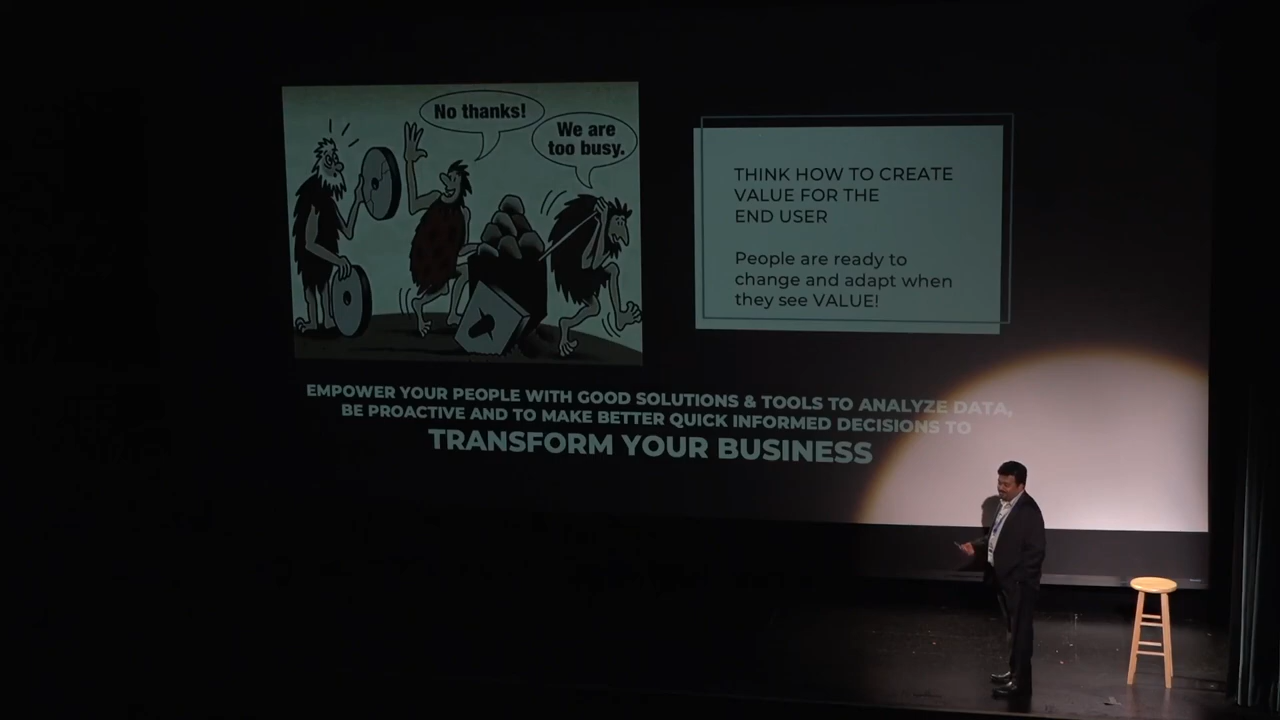 No thanks!
We are
too busy.
THINK HOW TO CREATE
VALUE FOR THE
END USER
People are ready to
change and adapt when
they see VALUE!
EMPOWER YOUR PEOPLE WITH GOOD SOLUTIONS & TOOLS TO ANALYZE DATA,
BE PROACTIVE AND TO MAKE BETTER QUICK INFORMED DECISIONS TO
TRANSFORM YOUR BUSINESS